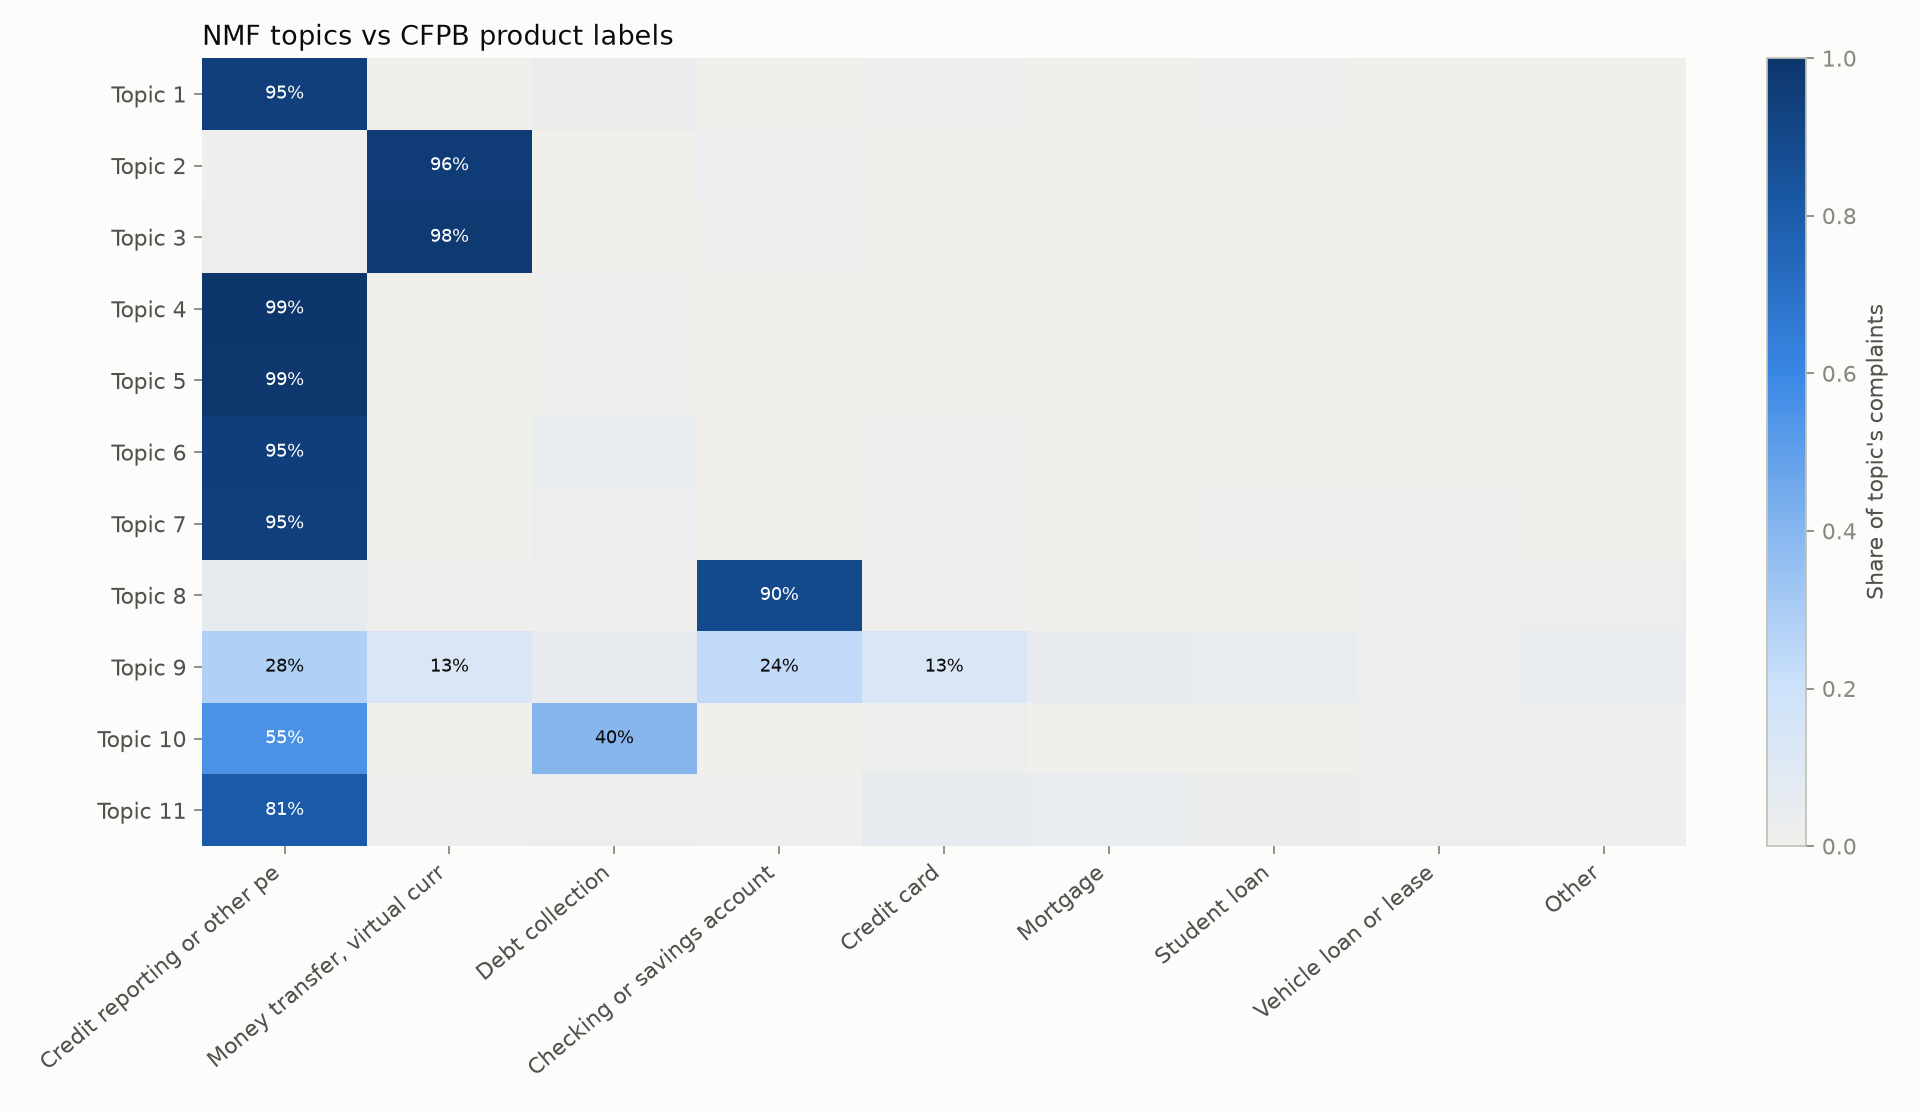 NMF topics vs CFPB product labels
Topic 1 95%
Topic 2 96%
Topic 3 98%
Topic 4 99%
Topic 5 99%
Topic 6 95%
Topic 7 95%
Topic 8 90%
Topic 9 28% 13% 24% 13%
Topic 10 55% 40%
Topic 11 81%
Credit reporting or other pe
Money transfer, virtual curr
Debt collection
Checking or savings account
Credit card
Mortgage
Student loan
Vehicle loan or lease
Other
1.0
0.8
0.6
0.4
0.2
0.0
Share of topic's complaints